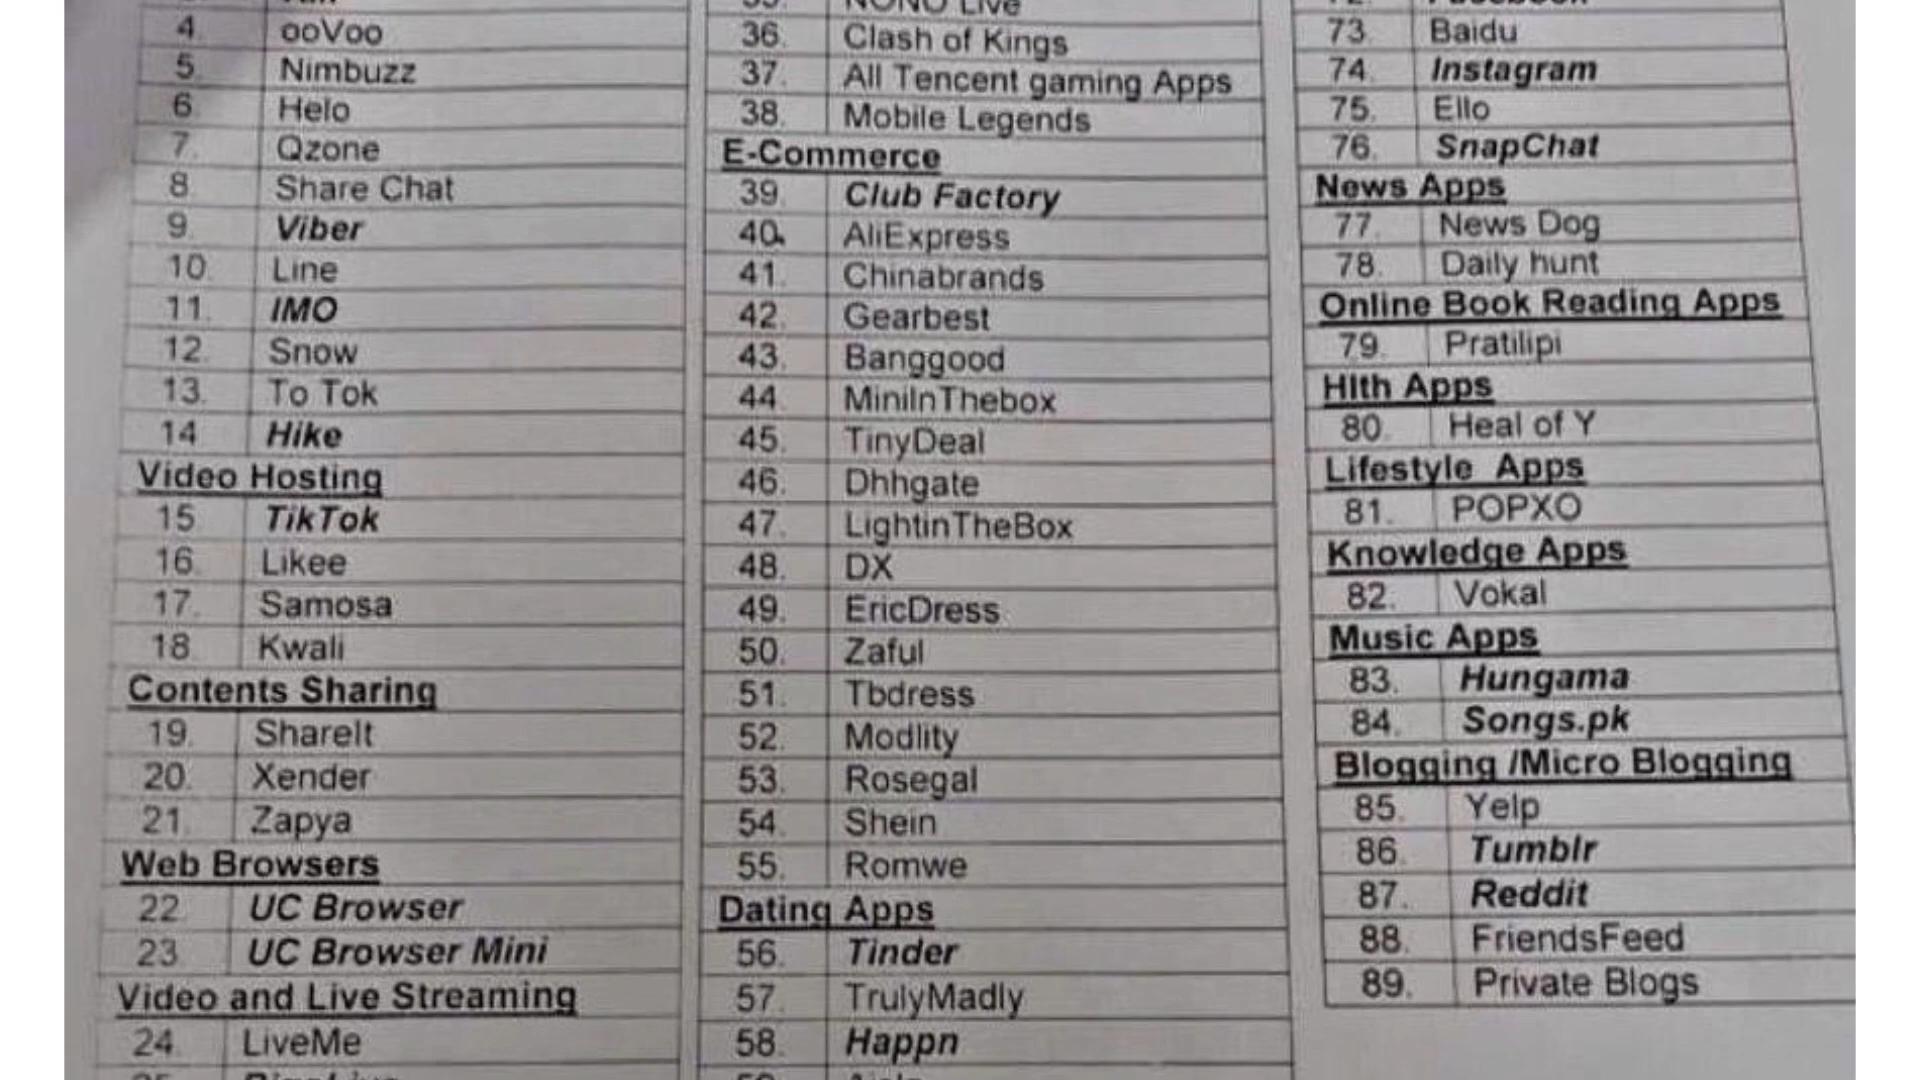 4. ooVoo
5. Nimbuzz
6. Helo
7. Qzone
8 Share Chat
9. Viber
10. Line
11. IMO
12. Snow
13. To Tok
14 Hike
Video Hosting
15 TikTok
16. Likee
17. Samosa
18 Kwali
Contents Sharing
19. ShareIt
20. Xender
21. Zapya
Web Browsers
22 UC Browser
23 UC Browser Mini
Video and Live Streaming
24 LiveMe
35. NONO Live
36. Clash of Kings
37. All Tencent gaming Apps
38. Mobile Legends
E-Commerce
39. Club Factory
40. AliExpress
41. Chinabrands
42. Gearbest
43. Banggood
44 MiniInThebox
45. TinyDeal
46. Dhhgate
47. LightinTheBox
48. DX
49. EricDress
50. Zaful
51. Tbdress
52. Modlity
53. Rosegal
54. Shein
55. Romwe
Dating Apps
56. Tinder
57. TrulyMadly
58. Happn
72. Facebook
73. Baidu
74. Instagram
75. Ello
76. SnapChat
News Apps
77. News Dog
78. Daily hunt
Online Book Reading Apps
79. Pratilipi
Hlth Apps
80. Heal of Y
Lifestyle Apps
81. POPXO
Knowledge Apps
82. Vokal
Music Apps
83. Hungama
84. Songs.pk
Blogging /Micro Blogging
85. Yelp
86. Tumblr
87. Reddit
88. FriendsFeed
89. Private Blogs